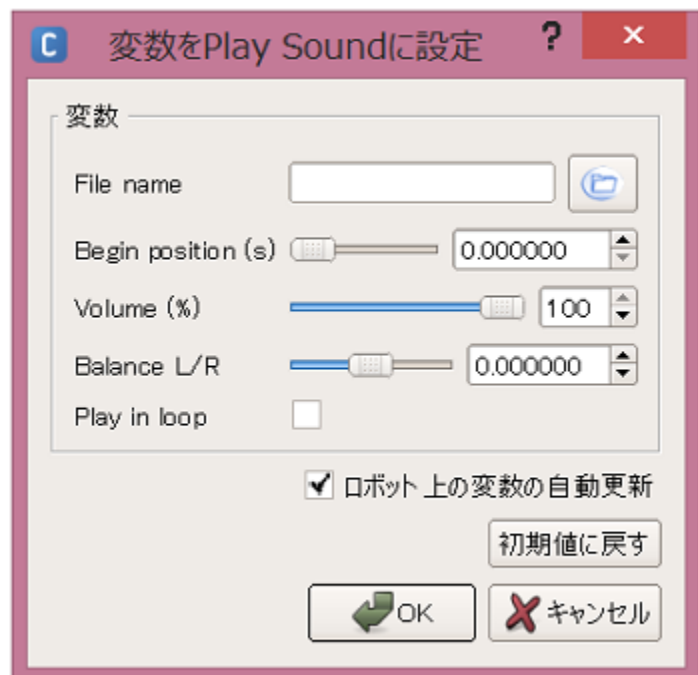 C 変数をPlay Soundに設定 ? ×
変数
File name
Begin position (s) 0.000000
Volume (%) 100
Balance L/R 0.000000
Play in loop
ロボット上の変数の自動更新
初期値に戻す
OK キャンセル